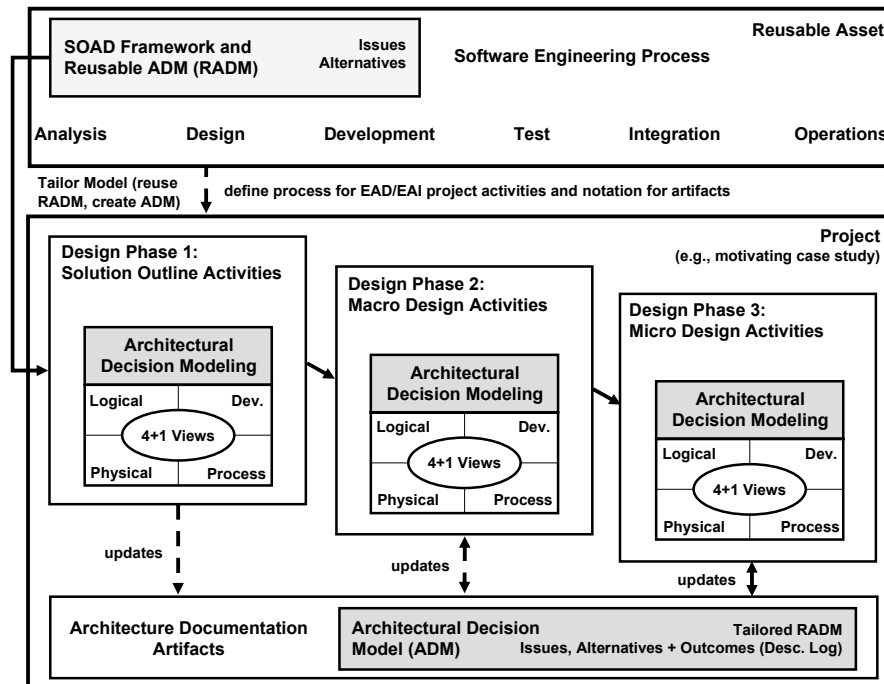 Reusable Asset
SOAD Framework and
Reusable ADM (RADM)
Issues
Alternatives
Software Engineering Process
Analysis
Design
Development
Test
Integration
Operations
Tailor Model (reuse
RADM, create ADM)
define process for EAD/EAI project activities and notation for artifacts
Project
(e.g., motivating case study)
Design Phase 1:
Solution Outline Activities
Architectural
Decision Modeling
Logical
Dev.
4+1 Views
Physical
Process
Design Phase 2:
Macro Design Activities
Architectural
Decision Modeling
Logical
Dev.
4+1 Views
Physical
Process
Design Phase 3:
Micro Design Activities
Architectural
Decision Modeling
Logical
Dev.
4+1 Views
Physical
Process
updates
updates
updates
Architecture Documentation
Artifacts
Architectural Decision
Model (ADM)
Tailored RADM
Issues, Alternatives + Outcomes (Desc. Log)